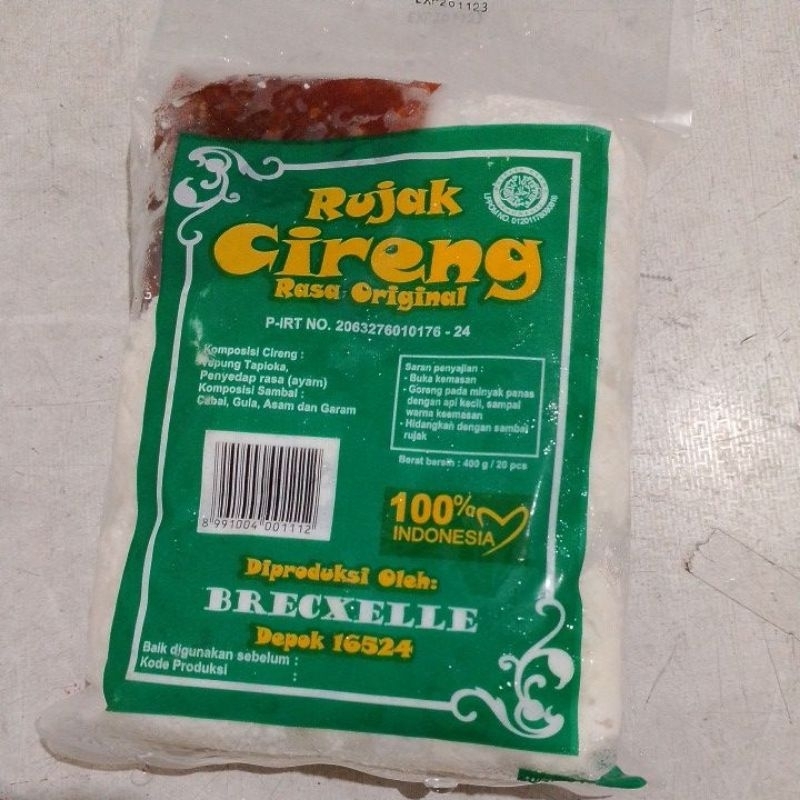 EXP261123
Rujak
Cireng
Rasa Original
P-IRT NO. 2063276010176 - 24
Komposisi Cireng :
Tepung Tapioka,
Penyedap rasa (ayam)
Komposisi Sambal :
Cabai, Gula, Asam dan Garam
Saran penyajian :
- Buka kemasan
- Goreng pada minyak panas
dengan api kecil, sampai
warna keemasan
- Hidangkan dengan sambal
rujak
Berat bersih : 400 g / 20 pcs
8 991004 001112
100%
INDONESIA
Diproduksi Oleh:
BRECXELLE
Depok 16524
Baik digunakan sebelum :
Kode Produksi :